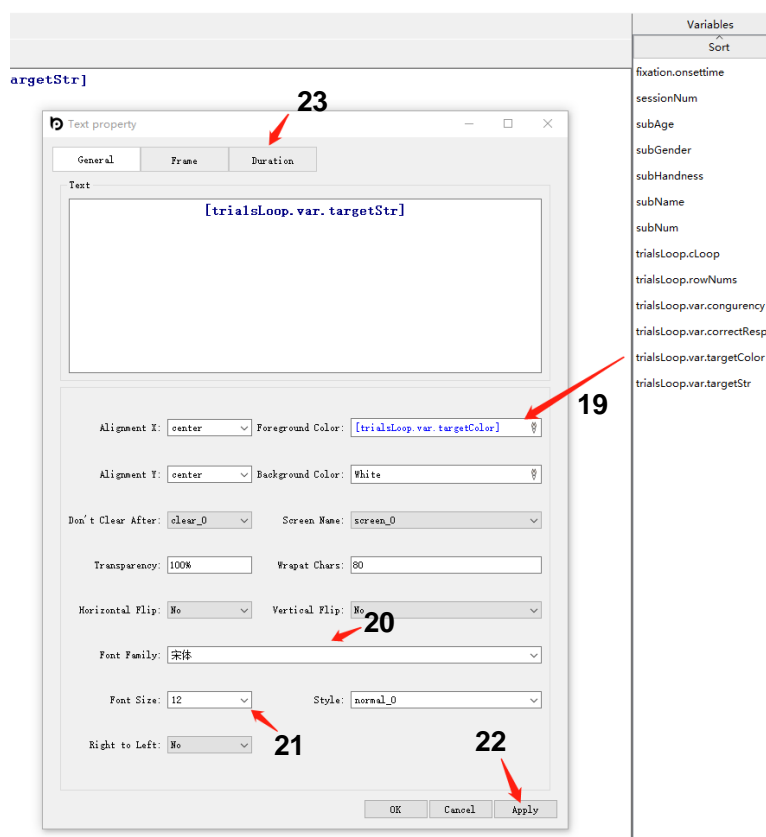 Variables
Sort
argetStr]
fixation.onsettime
sessionNum
subAge
subGender
subHandness
subName
subNum
trialsLoop.cLoop
trialsLoop.rowNums
trialsLoop.var.congurency
trialsLoop.var.correctResp
trialsLoop.var.targetColor
trialsLoop.var.targetStr
23
Text property
General Frame Duration
Text
[trialsLoop.var.targetStr]
19
Alignment X: center Foreground Color: [trialsLoop.var.targetColor]
Alignment Y: center Background Color: White
Don't Clear After: clear_0 Screen Name: screen_0
Transparency: 100% Wrapat Chars: 80
Horizontal Flip: No Vertical Flip: No
20
Font Family: 宋体
Font Size: 12 Style: normal_0
21
Right to Left: No
22
OK Cancel Apply